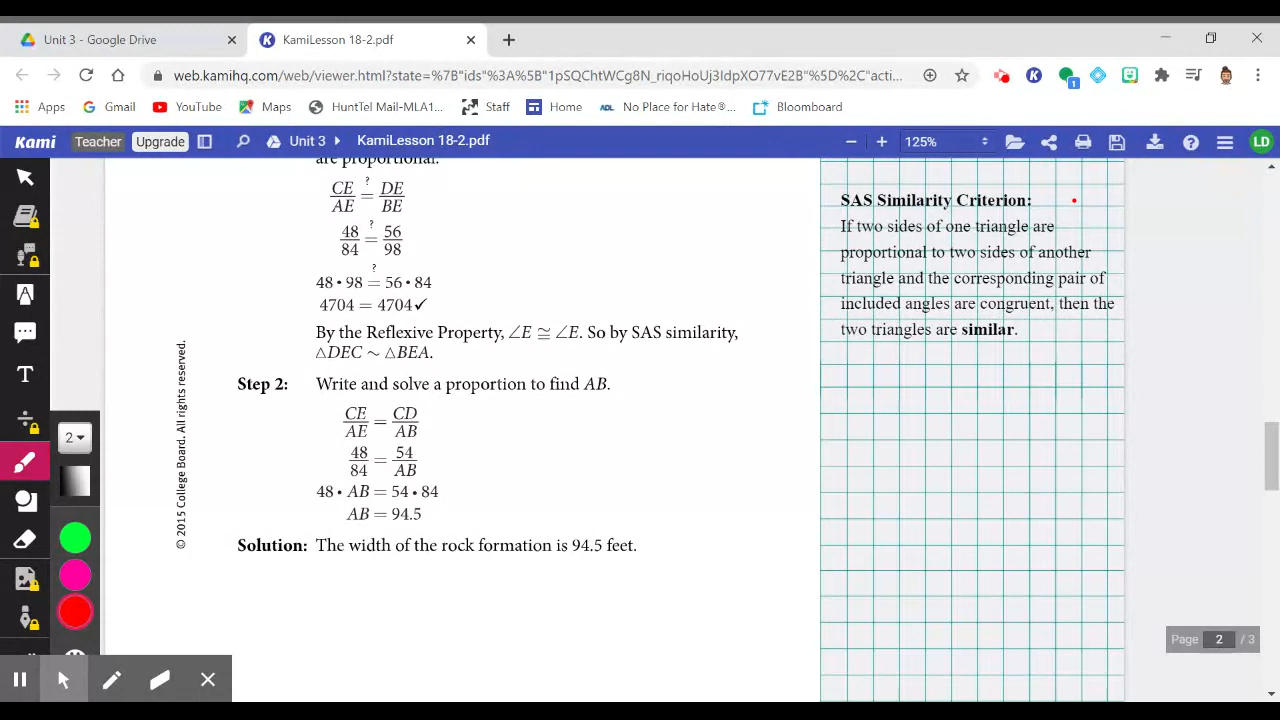 Unit 3 - Google Drive
KamiLesson 18-2.pdf
web.kamihq.com/web/viewer.html?state=%7B"ids"%3A%5B"1pSQChtWCg8N_riqoHoUj3IdpXO77vE2B"%5D%2C"acti...
Apps
Gmail
YouTube
Maps
HuntTel Mail-MLA1...
Staff
Home
ADL No Place for Hate...
Bloomboard
Kami Teacher Upgrade
Unit 3
KamiLesson 18-2.pdf
125%
LD
are proportional.
CE/AE ?= DE/BE
48/84 ?= 56/98
48 • 98 ?= 56 • 84
4704 = 4704✓
By the Reflexive Property, ∠E ≅ ∠E. So by SAS similarity,
△DEC ~ △BEA.
Step 2: Write and solve a proportion to find AB.
CE/AE = CD/AB
48/84 = 54/AB
48 • AB = 54 • 84
AB = 94.5
Solution: The width of the rock formation is 94.5 feet.
© 2015 College Board. All rights reserved.
SAS Similarity Criterion:
If two sides of one triangle are
proportional to two sides of another
triangle and the corresponding pair of
included angles are congruent, then the
two triangles are similar.
2
Page 2 / 3